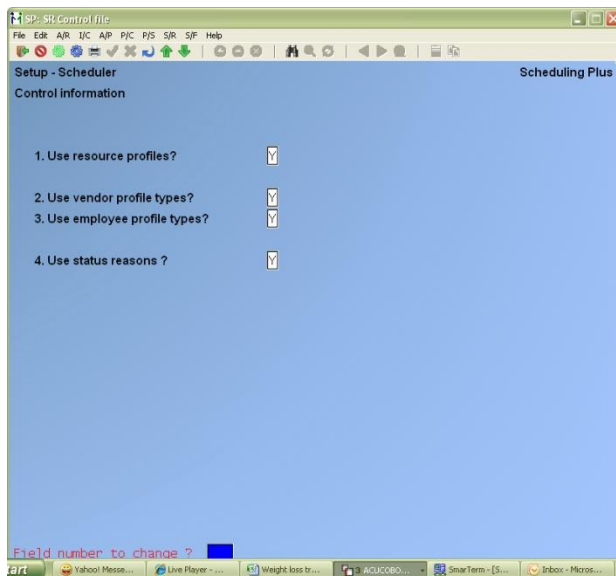 SP: SR Control file
File Edit A/R I/C A/P P/C P/S S/R S/F Help
Setup - Scheduler Scheduling Plus
Control information
1. Use resource profiles? Y
2. Use vendor profile types? Y
3. Use employee profile types? Y
4. Use status reasons ? Y
Field number to change ?
tart Yahoo! Messe... Live Player - ... Weight loss tr... 3 ACUCOBO... SmarTerm - [S... Inbox - Micros...